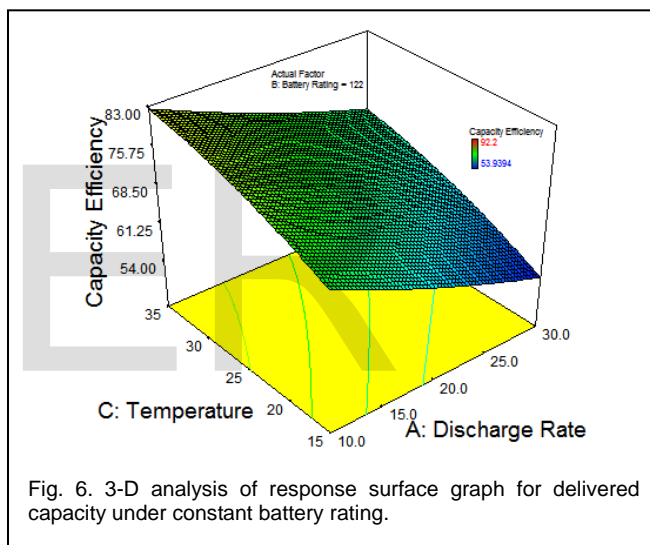 Actual Factor
B: Battery Rating = 122
Capacity Efficiency
92.2
53.9394
83.00
75.75
68.50
61.25
54.00
Capacity Efficiency
35
30
25
20
15
C: Temperature
10.0
15.0
20.0
25.0
30.0
A: Discharge Rate
ER
Fig. 6. 3-D analysis of response surface graph for delivered
capacity under constant battery rating.